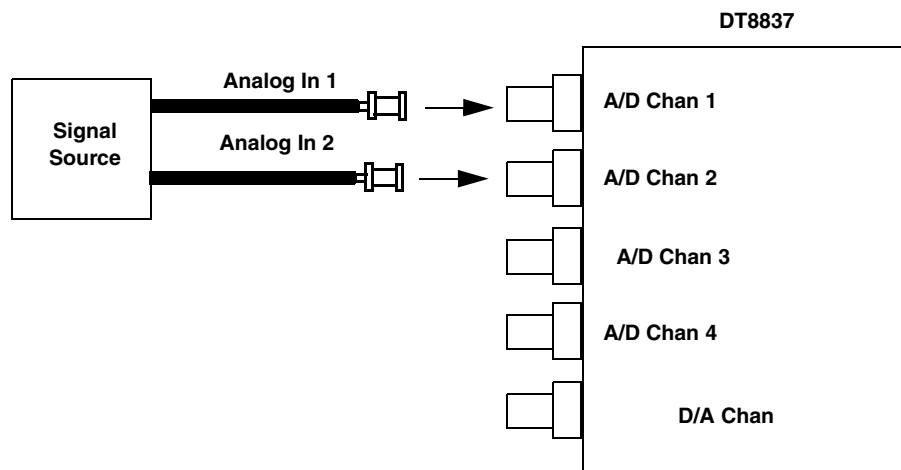 DT8837
Analog In 1
A/D Chan 1
Signal
Source
Analog In 2
A/D Chan 2
A/D Chan 3
A/D Chan 4
D/A Chan